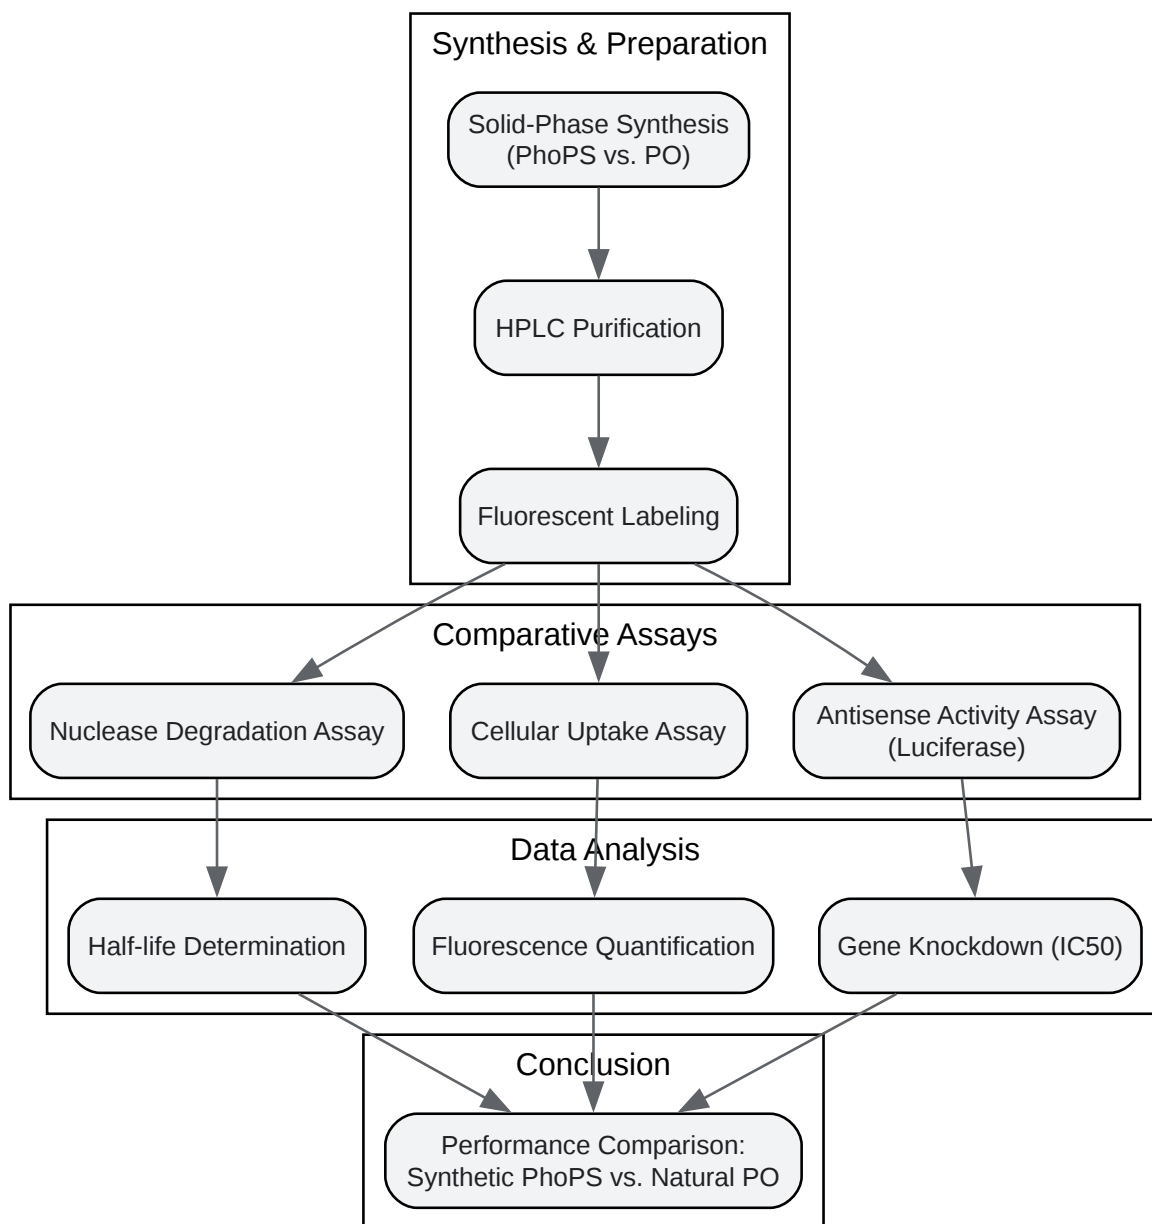 Synthesis & Preparation
Solid-Phase Synthesis
(PhoPS vs. PO)
HPLC Purification
Fluorescent Labeling
Comparative Assays
Nuclease Degradation Assay
Cellular Uptake Assay
Antisense Activity Assay
(Luciferase)
Data Analysis
Half-life Determination
Fluorescence Quantification
Gene Knockdown (IC50)
Conclusion
Performance Comparison:
Synthetic PhoPS vs. Natural PO